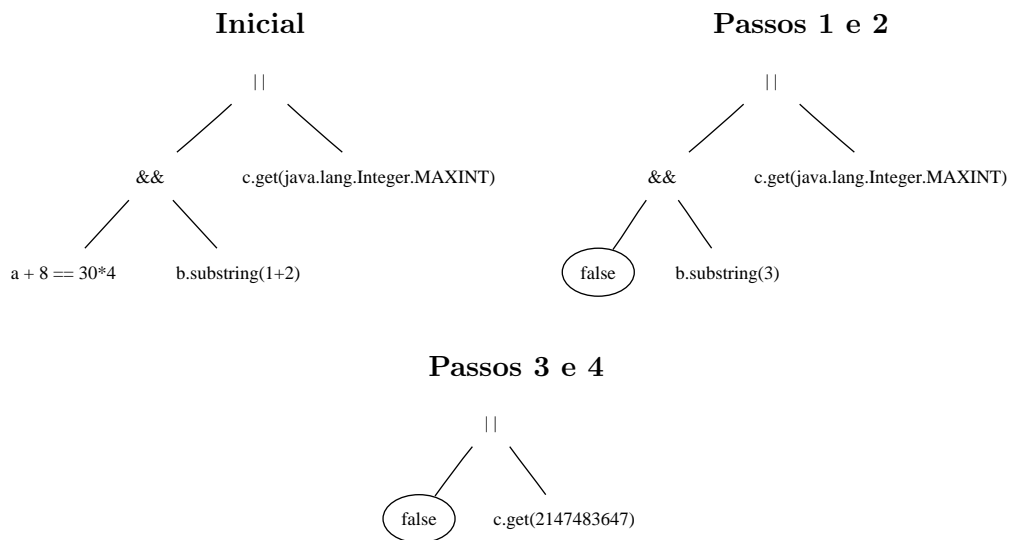 Inicial
||
&&
c.get(java.lang.Integer.MAXINT)
a + 8 == 30*4
b.substring(1+2)
Passos 1 e 2
||
&&
c.get(java.lang.Integer.MAXINT)
false
b.substring(3)
Passos 3 e 4
||
false
c.get(2147483647)